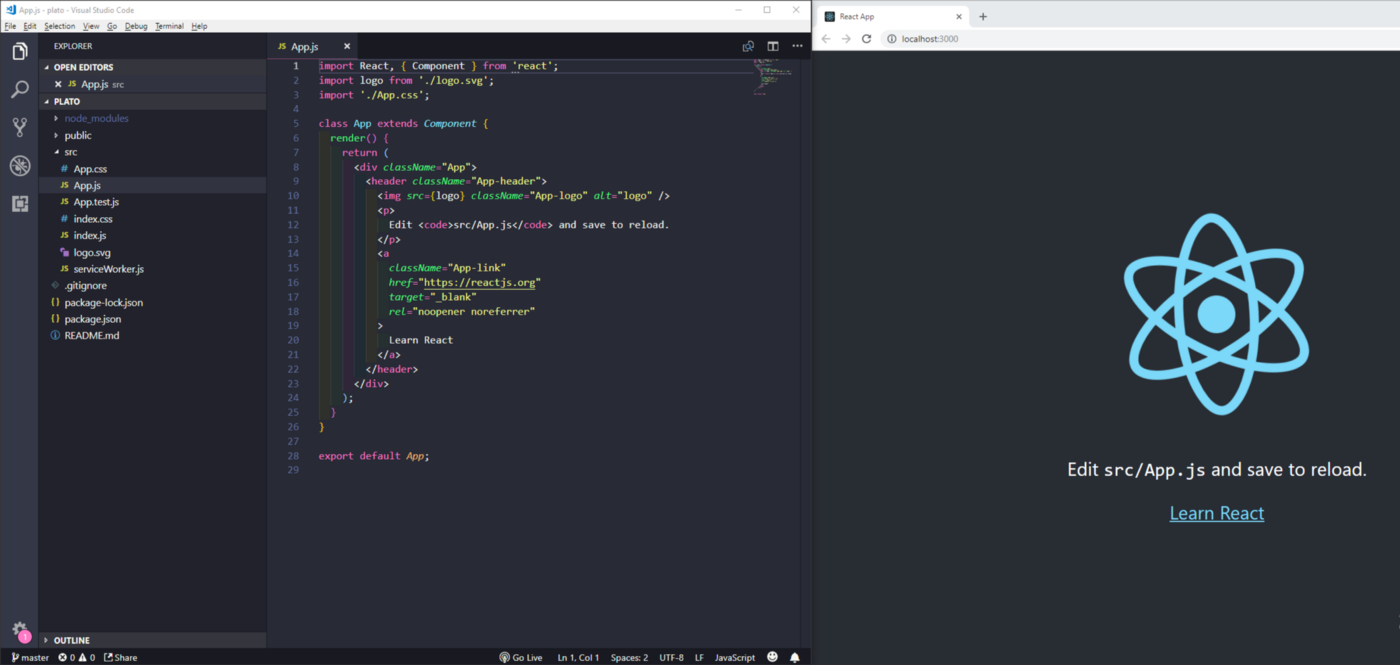 App.js - plato - Visual Studio Code
File Edit Selection View Go Debug Terminal Help
EXPLORER
OPEN EDITORS
JS App.js src
PLATO
node_modules
public
src
# App.css
JS App.js
JS App.test.js
# index.css
JS index.js
logo.svg
JS serviceWorker.js
.gitignore
{} package-lock.json
{} package.json
README.md
OUTLINE
JS App.js
1 import React, { Component } from 'react';
2 import logo from './logo.svg';
3 import './App.css';
4
5 class App extends Component {
6 render() {
7 return (
8 <div className="App">
9 <header className="App-header">
10 <img src={logo} className="App-logo" alt="logo" />
11 <p>
12 Edit <code>src/App.js</code> and save to reload.
13 </p>
14 <a
15 className="App-link"
16 href="https://reactjs.org"
17 target="_blank"
18 rel="noopener noreferrer"
19 >
20 Learn React
21 </a>
22 </header>
23 </div>
24 );
25 }
26 }
27
28 export default App;
29
1
master 0 0 Share Go Live Ln 1, Col 1 Spaces: 2 UTF-8 LF JavaScript
React App
localhost:3000
Edit src/App.js and save to reload.
Learn React